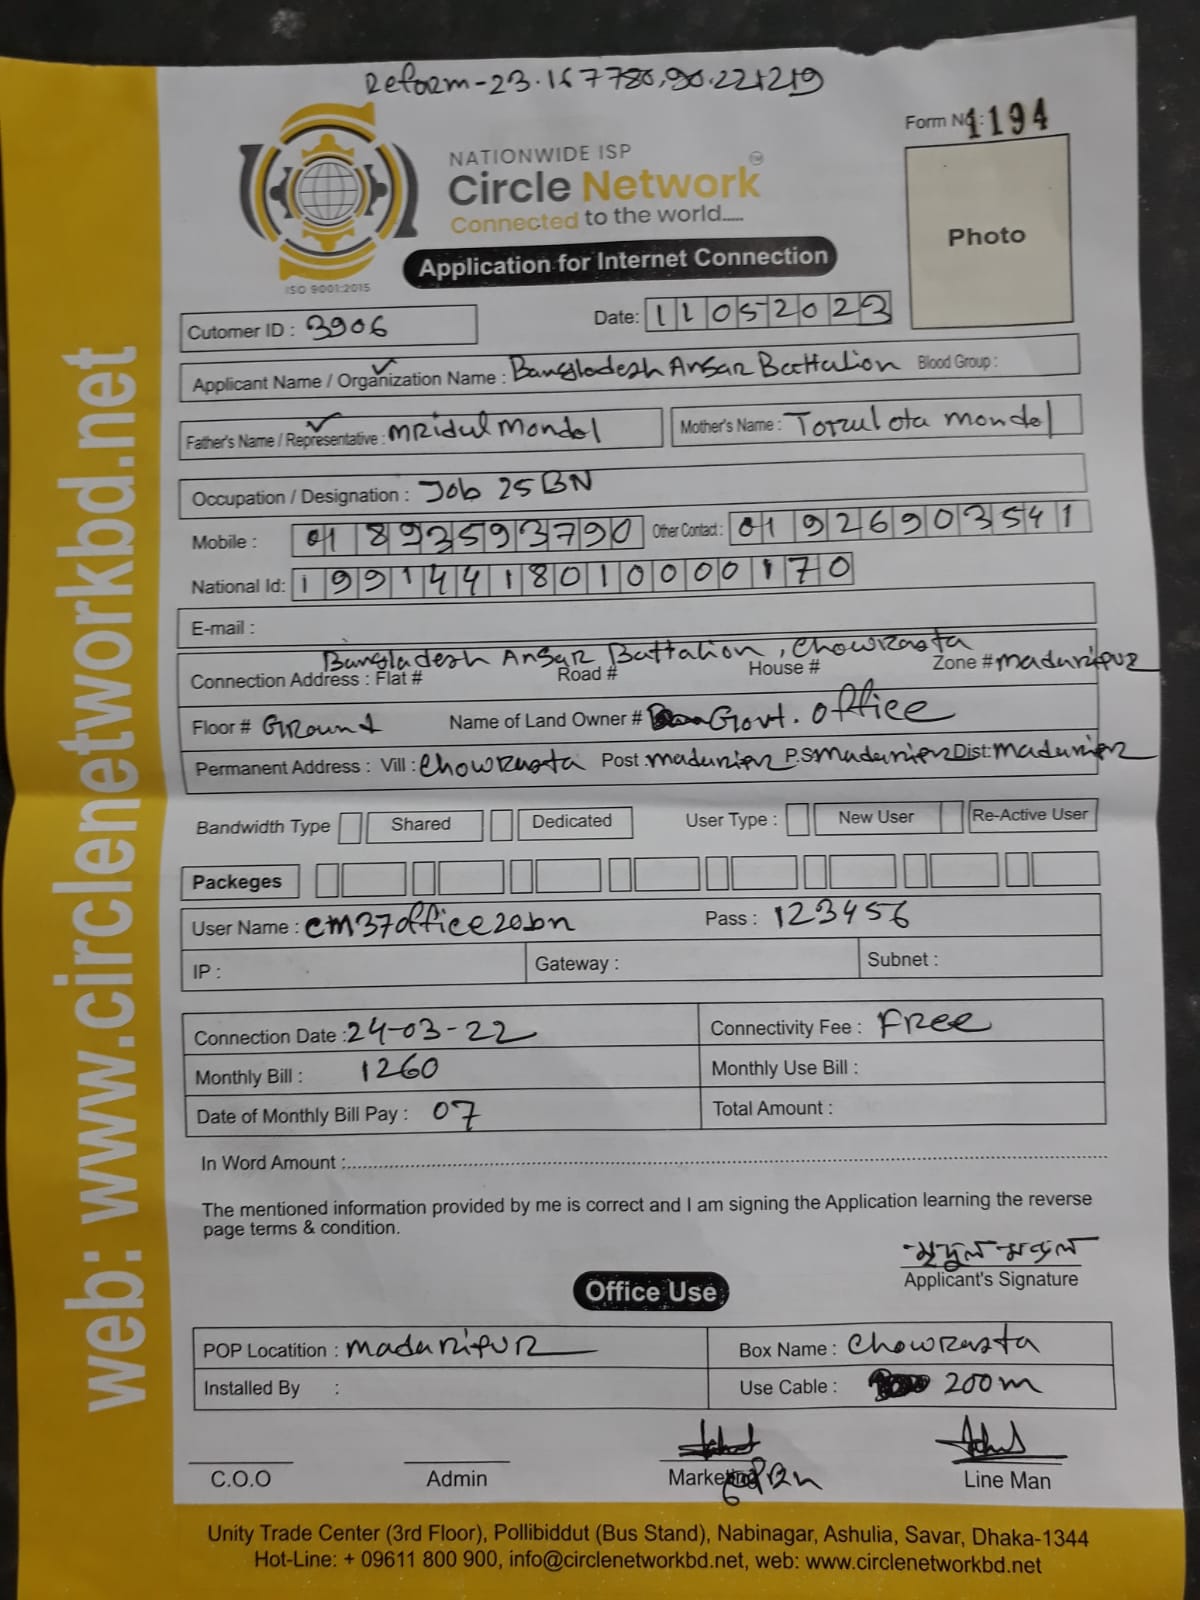 Reform-23.167780,90.221219
Form No: 1194
NATIONWIDE ISP
Circle Network TM
Connected to the world.....
ISO 9001:2015
Application for Internet Connection
Photo
Cutomer ID : 3906
Date: 11052023
Applicant Name / Organization Name : Bangladesh Ansar Battalion Blood Group :
Father's Name / Representative : Mridul Mondol
Mother's Name : Torulota mondol
Occupation / Designation : Job 25 BN
Mobile : 01893593790 Other Contact : 01926903541
National Id: 19914418010000170
E-mail :
Bangladesh Ansar Battalion, Chowrasta
Connection Address : Flat # Road # House # Zone # madaripur
Floor # Ground Name of Land Owner # Govt. office
Permanent Address : Vill : Chowrasta Post : madaripur P.S madaripur Dist: madaripur
Bandwidth Type Shared Dedicated User Type : New User Re-Active User
Packeges
User Name : cm37office20bn Pass : 123456
IP : Gateway : Subnet :
Connection Date : 24-03-22 Connectivity Fee : Free
Monthly Bill : 1260 Monthly Use Bill :
Date of Monthly Bill Pay : 07 Total Amount :
In Word Amount :
The mentioned information provided by me is correct and I am signing the Application learning the reverse
page terms & condition.
মৃদুল মন্ডল
Applicant's Signature
Office Use
POP Locatition : madaripur Box Name : Chowrasta
Installed By : Use Cable : 200m
C.O.O Admin Marketing Line Man
Unity Trade Center (3rd Floor), Pollibiddut (Bus Stand), Nabinagar, Ashulia, Savar, Dhaka-1344
Hot-Line: + 09611 800 900, info@circlenetworkbd.net, web: www.circlenetworkbd.net
web: www.circlenetworkbd.net